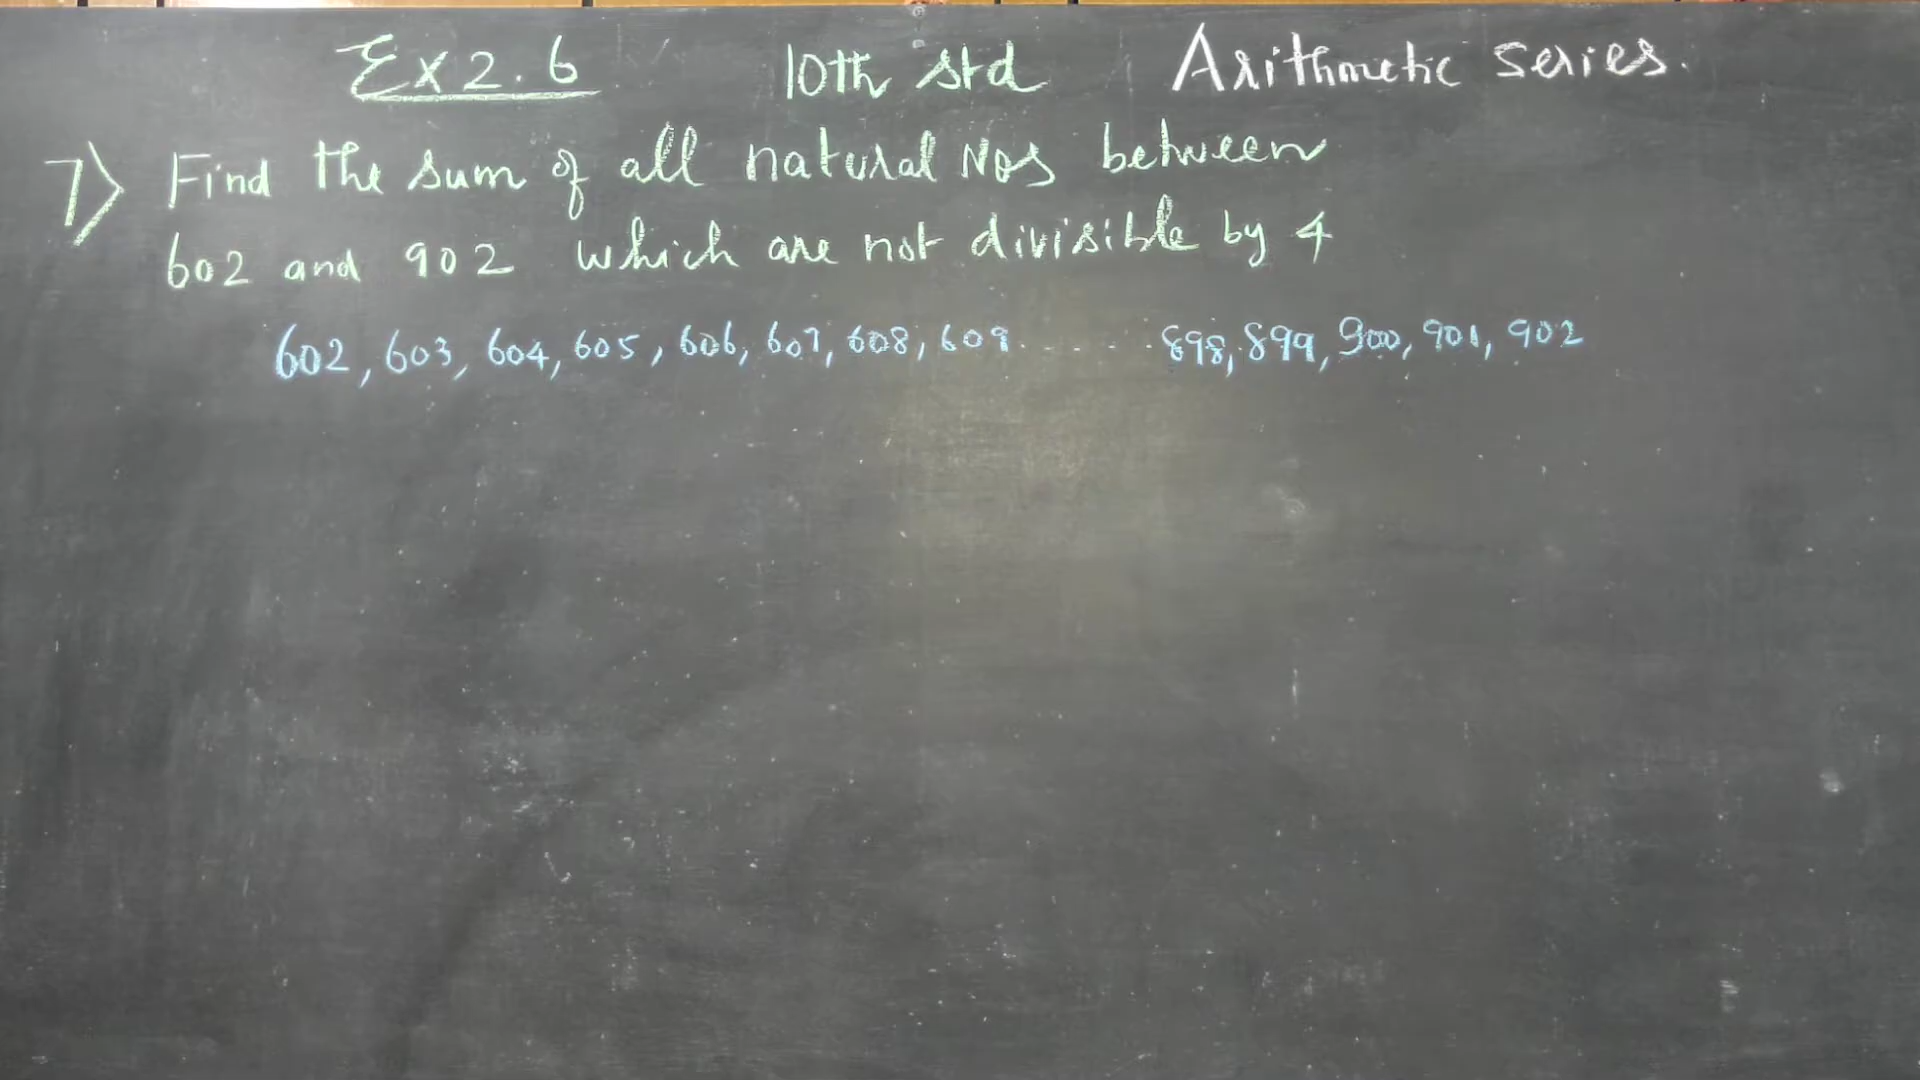 Ex 2.6 10th std Arithmetic series.
7) Find the sum of all natural Nos between
602 and 902 which are not divisible by 4
602, 603, 604, 605, 606, 607, 608, 609 . . . . . . 898, 899, 900, 901, 902